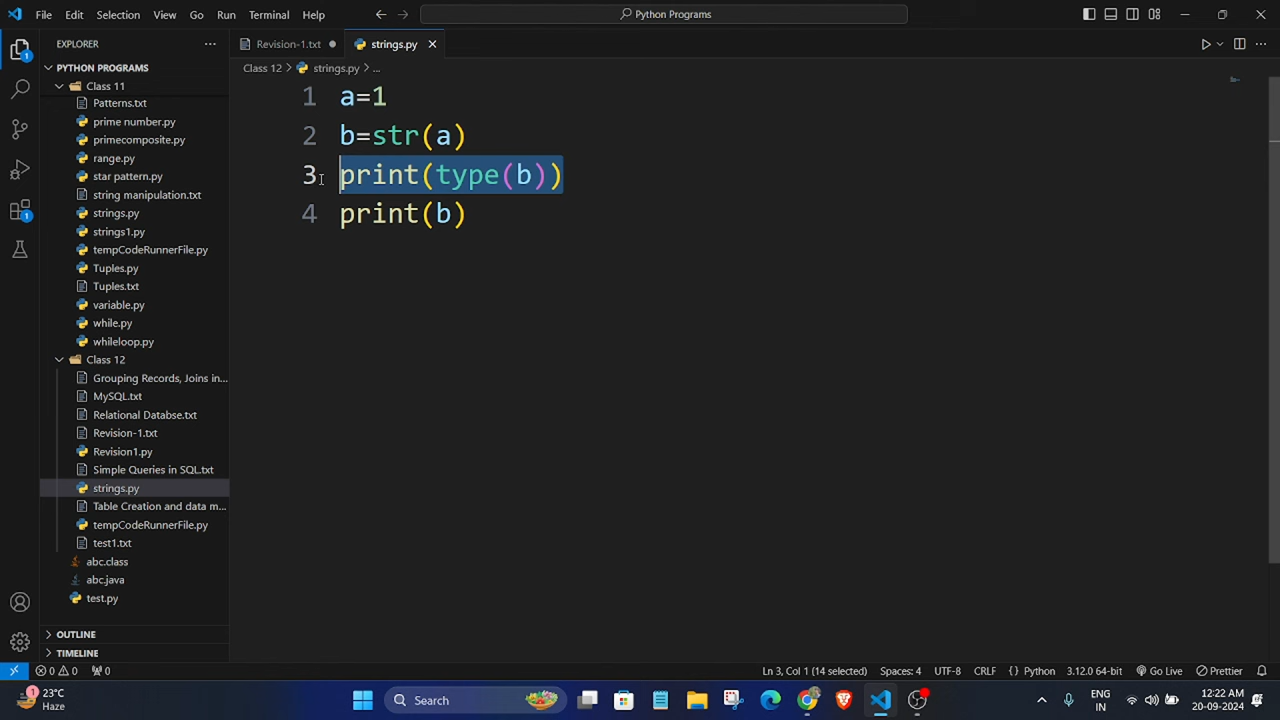 File Edit Selection View Go Run Terminal Help
Python Programs
EXPLORER
Revision-1.txt
strings.py
PYTHON PROGRAMS
Class 12 > strings.py > ...
Class 11
Patterns.txt
prime number.py
primecomposite.py
range.py
star pattern.py
string manipulation.txt
strings.py
strings1.py
tempCodeRunnerFile.py
Tuples.py
Tuples.txt
variable.py
while.py
whileloop.py
Class 12
Grouping Records, Joins in...
MySQL.txt
Relational Databse.txt
Revision-1.txt
Revision1.py
Simple Queries in SQL.txt
strings.py
Table Creation and data m...
tempCodeRunnerFile.py
test1.txt
abc.class
abc.java
test.py
OUTLINE
TIMELINE
1 a=1
2 b=str(a)
3 print(type(b))
4 print(b)
1
1
0 0 0
Ln 3, Col 1 (14 selected) Spaces: 4 UTF-8 CRLF {} Python 3.12.0 64-bit Go Live Prettier
1
23°C
Haze
Search
ENG
IN
12:22 AM
20-09-2024